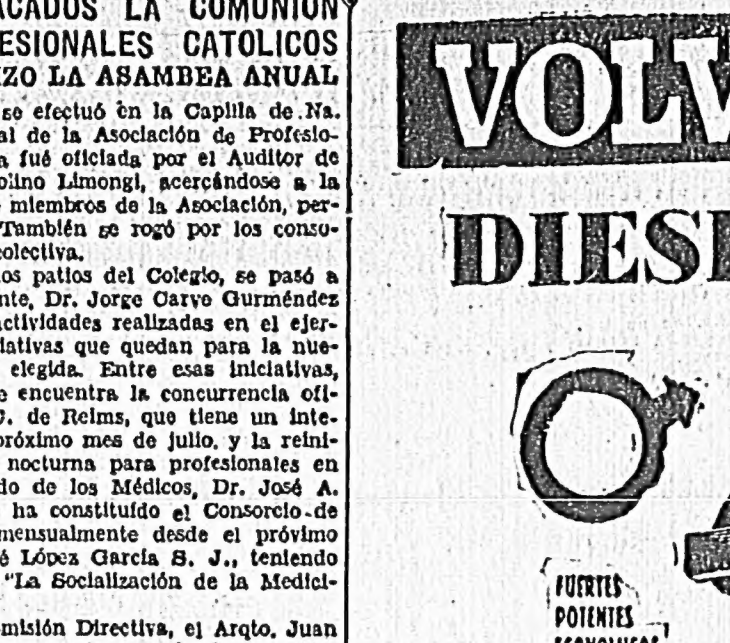 ACADOS LA COMUNION
ESIONALES CATOLICOS
IZO LA ASAMBEA ANUAL
se efectuó en la Capilla de Na.
al de la Asociación de Profesio-
a fué oficiada por el Auditor de
olino Limongi, acercándose a la
miembros de la Asociación, per-
También se rogó por los conso-
colectiva.
los patios del Colegio, se pasó a
nte, Dr. Jorge Carve Gurméndez
actividades realizadas en el ejer-
iativas que quedan para la nue-
elegida. Entre esas iniciativas,
e encuentra la concurrencia ofi-
C. de Reims, que tiene un inte-
próximo mes de julio, y la reini-
nocturna para profesionales en
do de los Médicos, Dr. José A.
ha constituído el Consorcio de
mensualmente desde el próvimo
é López García S. J., teniendo
"La Socialización de la Medici-
misión Directiva, el Arqto. Juan
VOLV
DIES
FUERTES
POTENTES